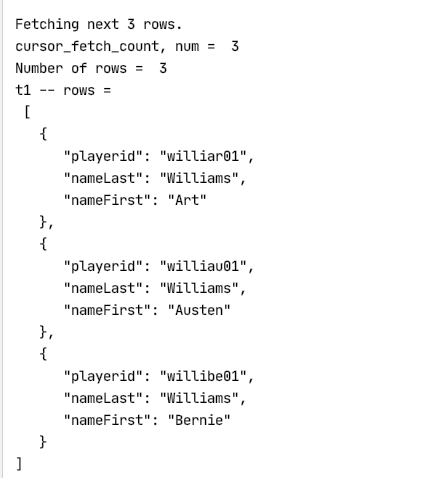 Fetching next 3 rows.
cursor_fetch_count, num =  3
Number of rows =  3
t1 -- rows =
 [
   {
      "playerid": "williar01",
      "nameLast": "Williams",
      "nameFirst": "Art"
   },
   {
      "playerid": "williau01",
      "nameLast": "Williams",
      "nameFirst": "Austen"
   },
   {
      "playerid": "willibe01",
      "nameLast": "Williams",
      "nameFirst": "Bernie"
   }
]